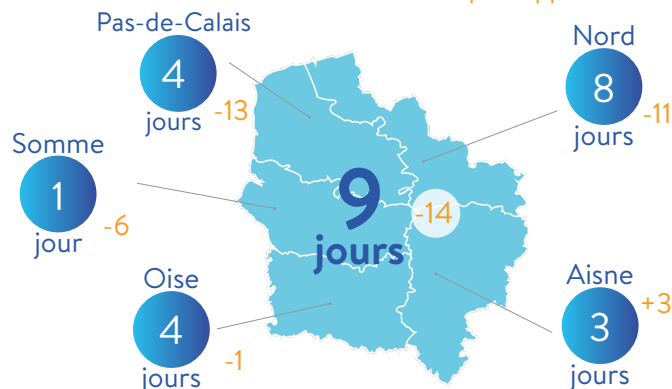 Pas-de-Calais
4
jours
-13
Nord
8
jours
-11
Somme
1
jour
-6
9
jours
-14
Oise
4
jours
-1
Aisne
+3
3
jours